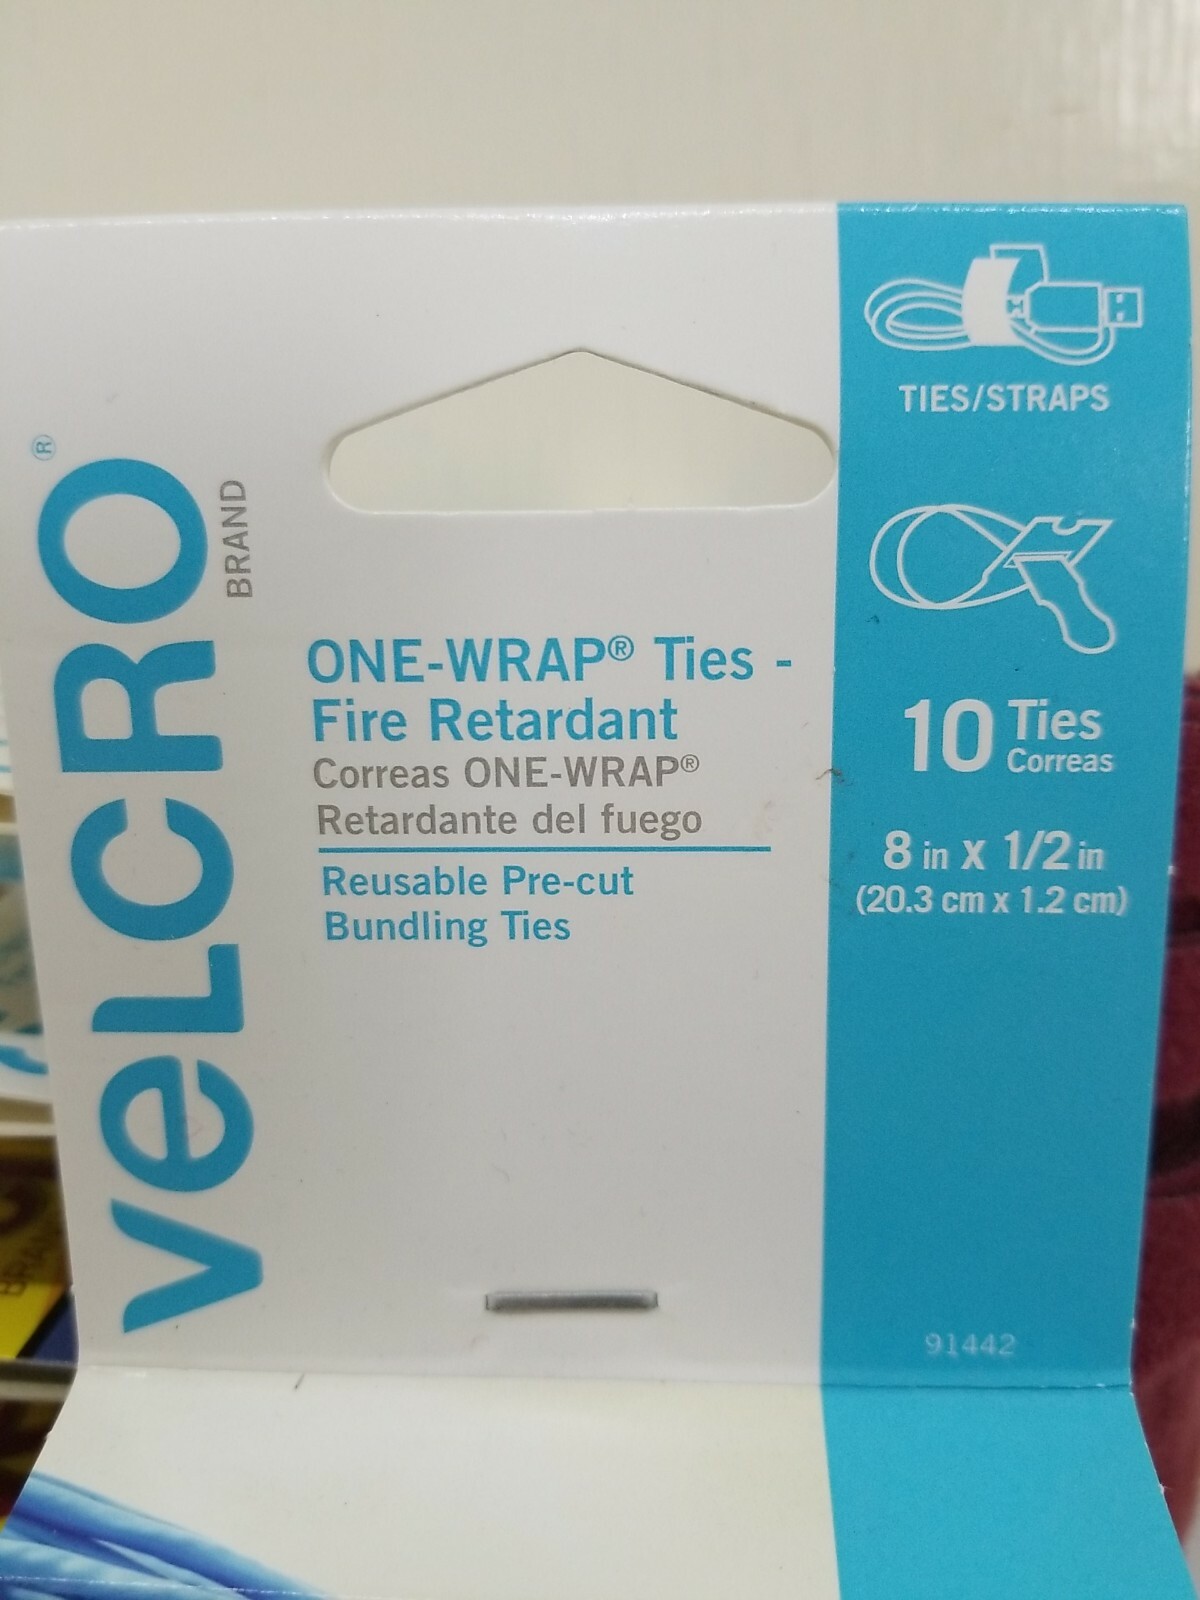 VeLCRO®
BRAND
ONE-WRAP® Ties -
Fire Retardant
Correas ONE-WRAP®
Retardante del fuego
Reusable Pre-cut
Bundling Ties
TIES/STRAPS
10 Ties
Correas
8 in x 1/2 in
(20.3 cm x 1.2 cm)
91442